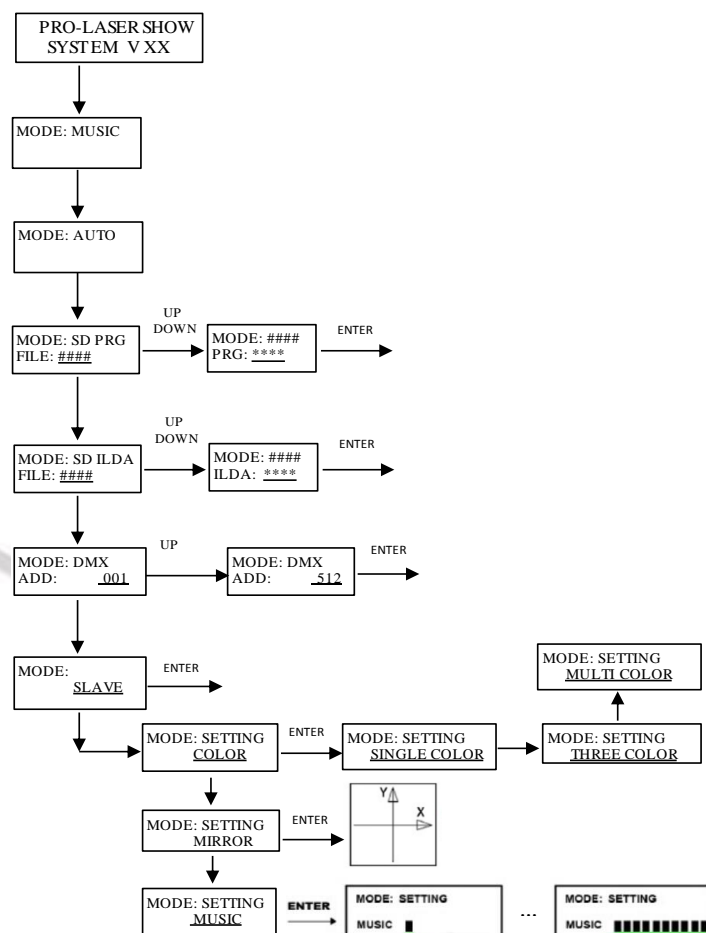 PRO-LASER SHOW
SYSTEM V XX
MODE: MUSIC
MODE: AUTO
MODE: SD PRG
FILE: ####
UP
DOWN
MODE: ####
PRG: ****
ENTER
MODE: SD ILDA
FILE: ####
UP
DOWN
MODE: ####
ILDA: ****
ENTER
MODE: DMX
ADD: 001
UP
MODE: DMX
ADD: 512
ENTER
MODE:
SLAVE
ENTER
MODE: SETTING
COLOR
ENTER
MODE: SETTING
SINGLE COLOR
MODE: SETTING
THREE COLOR
MODE: SETTING
MULTI COLOR
MODE: SETTING
MIRROR
ENTER
Y
X
MODE: SETTING
MUSIC
ENTER
MODE: SETTING
MUSIC
...
MODE: SETTING
MUSIC